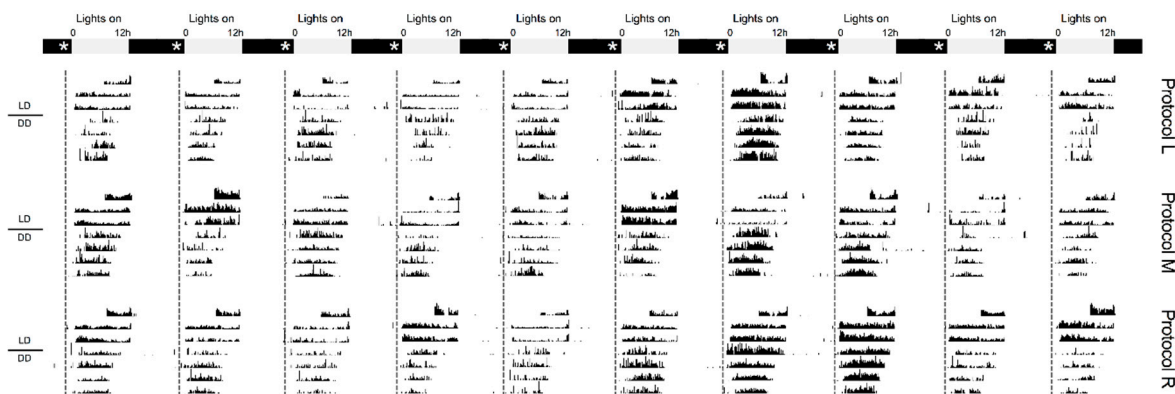 Lights on Lights on Lights on Lights on Lights on Lights on Lights on Lights on Lights on Lights on
0 12h 0 12h 0 12h 0 12h 0 12h 0 12h 0 12h 0 12h 0 12h 0 12h
* * * * * * * * * *
LD
DD
Protocol L
LD
DD
Protocol M
LD
DD
Protocol R